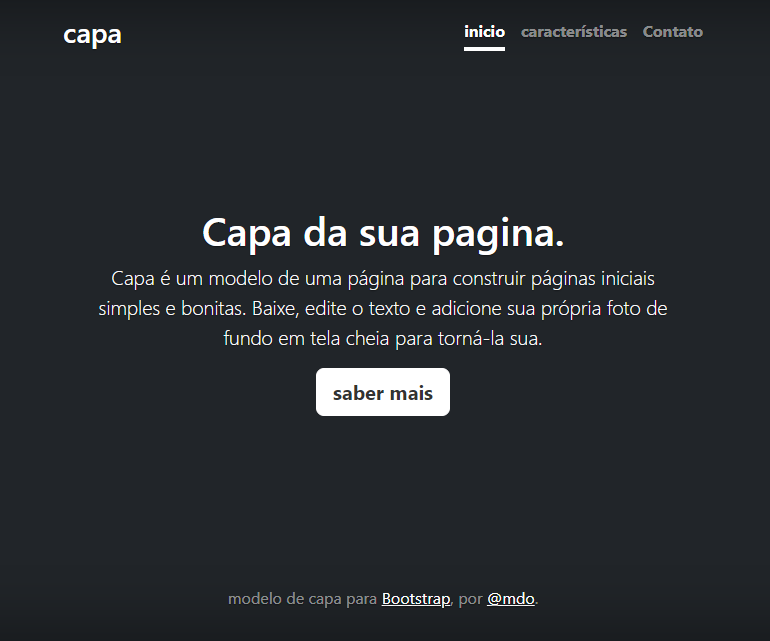 capa
inicio características Contato
Capa da sua pagina.
Capa é um modelo de uma página para construir páginas iniciais
simples e bonitas. Baixe, edite o texto e adicione sua própria foto de
fundo em tela cheia para torná-la sua.
saber mais
modelo de capa para Bootstrap, por @mdo.